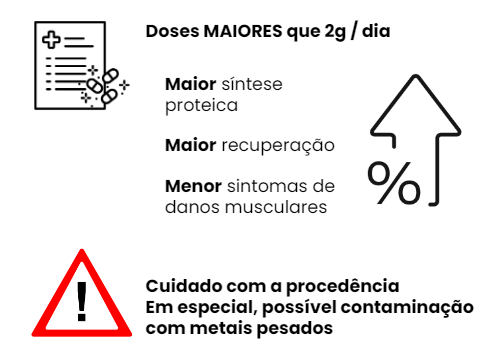 Doses MAIORES que 2g / dia
Maior síntese
proteica
Maior recuperação
Menor sintomas de
danos musculares
%
!
Cuidado com a procedência
Em especial, possível contaminação
com metais pesados